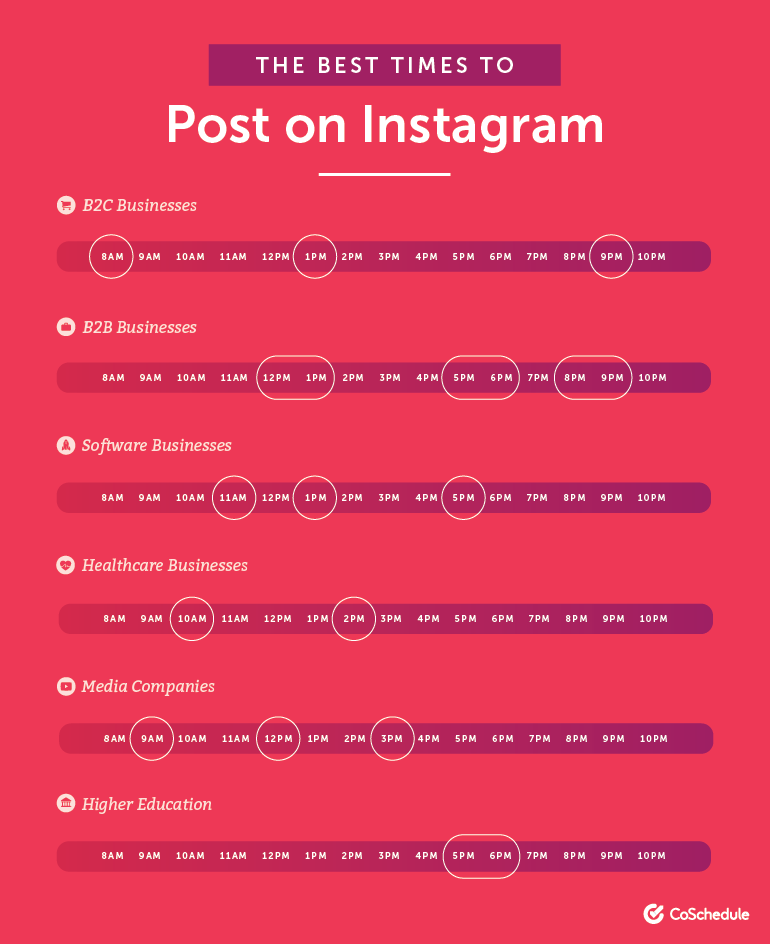 THE BEST TIMES TO
Post on Instagram
B2C Businesses
8AM 9AM 10AM 11AM 12PM 1PM 2PM 3PM 4PM 5PM 6PM 7PM 8PM 9PM 10PM
B2B Businesses
8AM 9AM 10AM 11AM 12PM 1PM 2PM 3PM 4PM 5PM 6PM 7PM 8PM 9PM 10PM
Software Businesses
8AM 9AM 10AM 11AM 12PM 1PM 2PM 3PM 4PM 5PM 6PM 7PM 8PM 9PM 10PM
Healthcare Businesses
8AM 9AM 10AM 11AM 12PM 1PM 2PM 3PM 4PM 5PM 6PM 7PM 8PM 9PM 10PM
Media Companies
8AM 9AM 10AM 11AM 12PM 1PM 2PM 3PM 4PM 5PM 6PM 7PM 8PM 9PM 10PM
Higher Education
8AM 9AM 10AM 11AM 12PM 1PM 2PM 3PM 4PM 5PM 6PM 7PM 8PM 9PM 10PM
CoSchedule